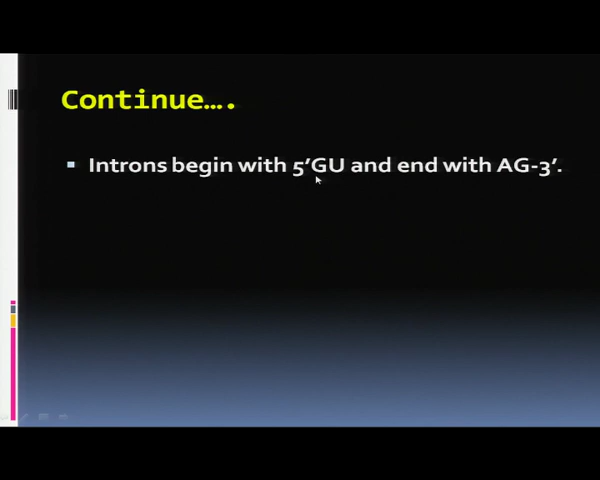 Continue….
Introns begin with 5’GU and end with AG-3’.